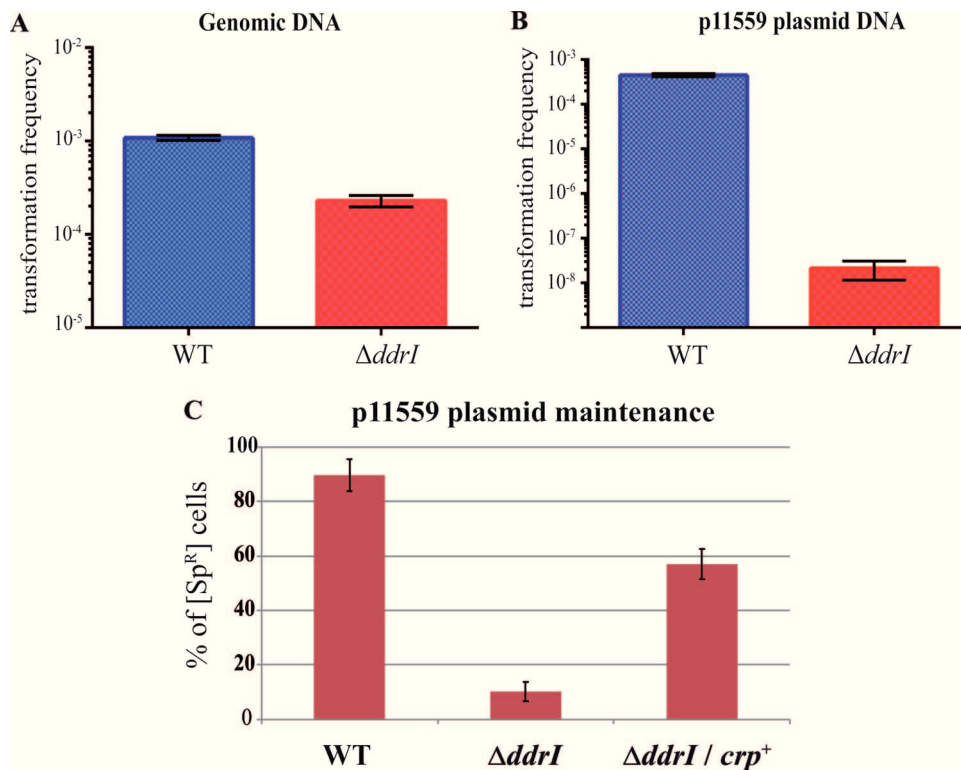 A
Genomic DNA
transformation frequency
10⁻²
10⁻³
10⁻⁴
10⁻⁵
WT
ΔddrI
B
p11559 plasmid DNA
transformation frequency
10⁻³
10⁻⁴
10⁻⁵
10⁻⁶
10⁻⁷
10⁻⁸
WT
ΔddrI
C
p11559 plasmid maintenance
% of [Spᴿ] cells
100
80
60
40
20
0
WT
ΔddrI
ΔddrI / crp⁺